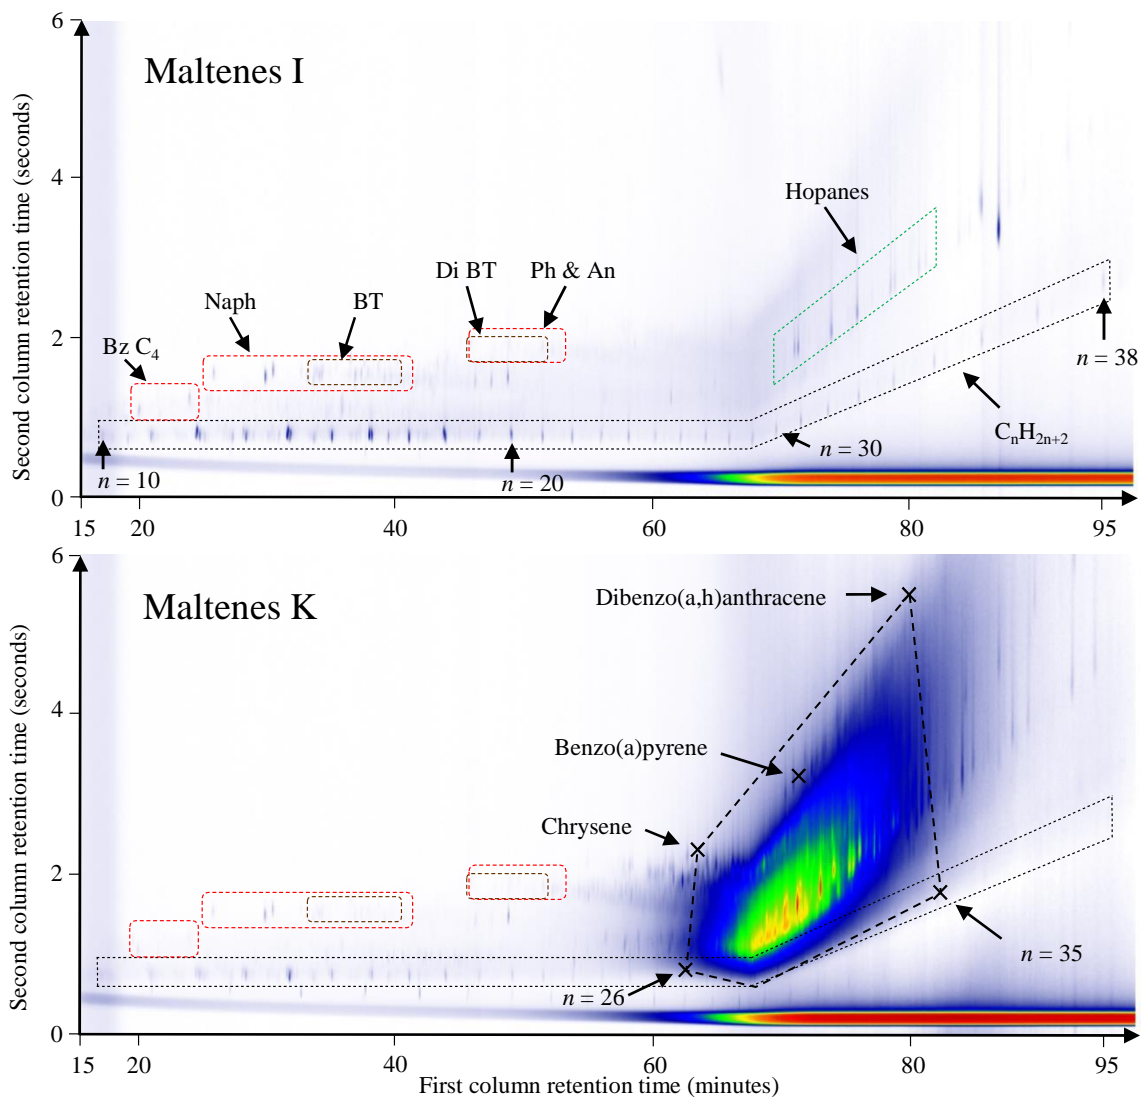 6
Maltenes I
Second column retention time (seconds)
Hopanes
4
Di BT
Ph & An
Naph
BT
Bz C₄
2
n = 38
CₙH₂ₙ₊₂
n = 30
n = 10
n = 20
0
15 20 40 60 80 95
6
Maltenes K
Second column retention time (seconds)
Dibenzo(a,h)anthracene
4
Benzo(a)pyrene
Chrysene
2
n = 35
n = 26
0
15 20 40 60 80 95
First column retention time (minutes)